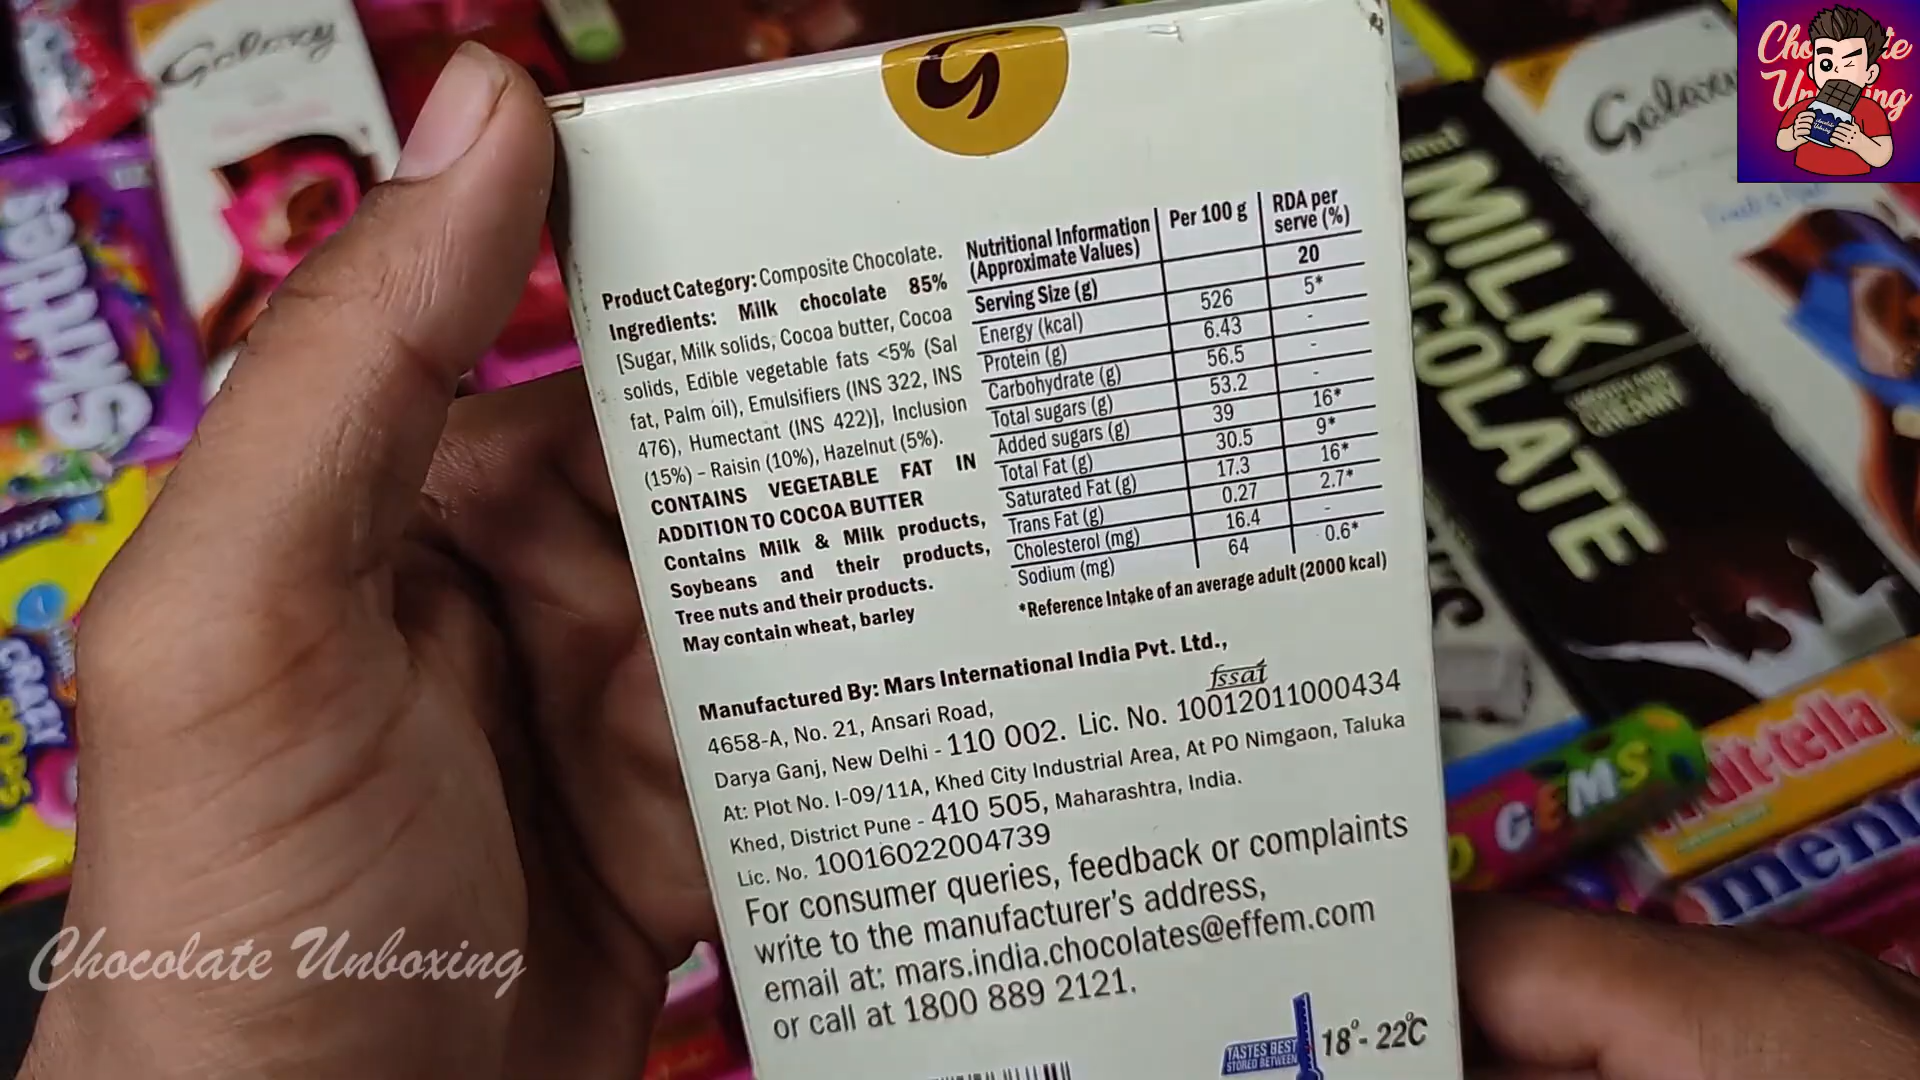 Galaxy
Skittles
Product Category: Composite Chocolate.
Ingredients: Milk chocolate 85%
[Sugar, Milk solids, Cocoa butter, Cocoa
solids, Edible vegetable fats <5% (Sal
fat, Palm oil), Emulsifiers (INS 322, INS
476), Humectant (INS 422)], Inclusion
(15%) – Raisin (10%), Hazelnut (5%).
CONTAINS VEGETABLE FAT IN
ADDITION TO COCOA BUTTER
Contains Milk & Milk products,
Soybeans and their products,
Tree nuts and their products.
May contain wheat, barley
Nutritional Information (Approximate Values) Per 100 g RDA per serve (%)
Serving Size (g) 20
Energy (kcal) 526 5*
Protein (g) 6.43 -
Carbohydrate (g) 56.5 -
Total sugars (g) 53.2 -
Added sugars (g) 39 16*
Total Fat (g) 30.5 9*
Saturated Fat (g) 17.3 16*
Trans Fat (g) 0.27 2.7*
Cholesterol (mg) 16.4 -
Sodium (mg) 64 0.6*
*Reference Intake of an average adult (2000 kcal)
Manufactured By: Mars International India Pvt. Ltd.,
4658-A, No. 21, Ansari Road,
fssai
Darya Ganj, New Delhi - 110 002. Lic. No. 10012011000434
At: Plot No. I-09/11A, Khed City Industrial Area, At PO Nimgaon, Taluka
Khed, District Pune - 410 505, Maharashtra, India.
Lic. No. 10016022004739
For consumer queries, feedback or complaints
write to the manufacturer's address,
email at: mars.india.chocolates@effem.com
or call at 1800 889 2121.
TASTES BEST
STORED BETWEEN
18°- 22°C
MILK
CHOCOLATE
Galaxy
GEMS
Chocolate
Unboxing
Chocolate Unboxing